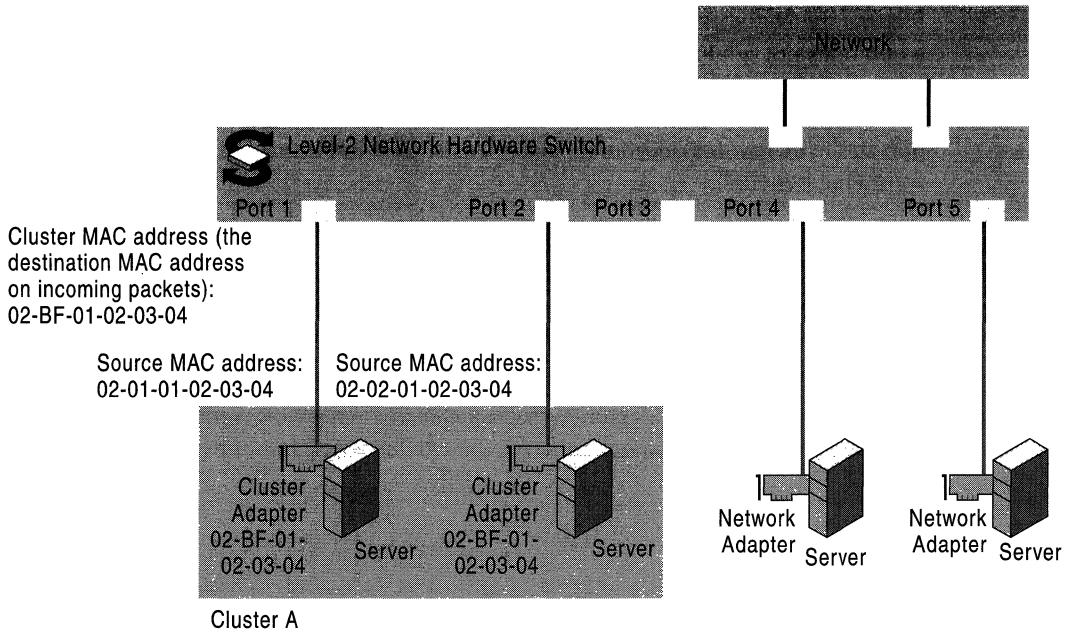 Network
Level-2 Network Hardware Switch
Port 1
Port 2
Port 3
Port 4
Port 5
Cluster MAC address (the
destination MAC address
on incoming packets):
02-BF-01-02-03-04
Source MAC address:
02-01-01-02-03-04
Source MAC address:
02-02-01-02-03-04
Cluster
Adapter
02-BF-01-
02-03-04
Server
Cluster
Adapter
02-BF-01-
02-03-04
Server
Network
Adapter
Server
Network
Adapter
Server
Cluster A